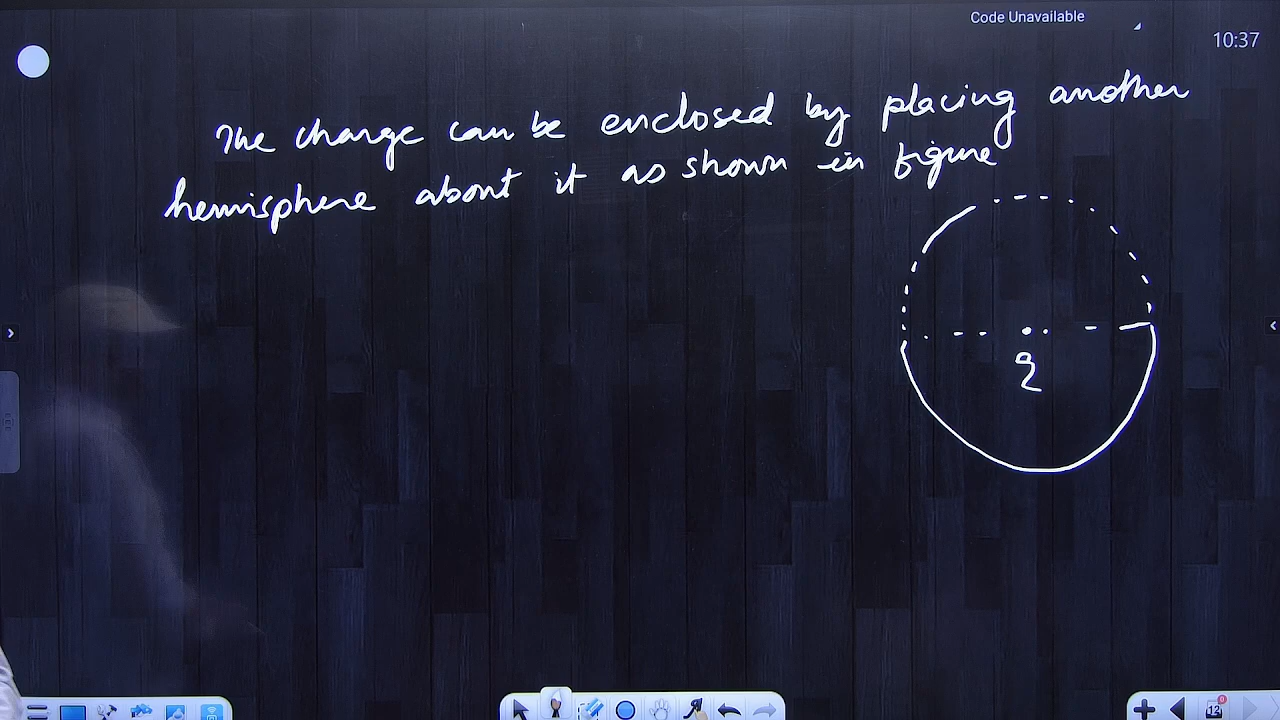 Code Unavailable
10:37
The charge can be enclosed by placing another
hemisphere about it as shown in figure
q
12